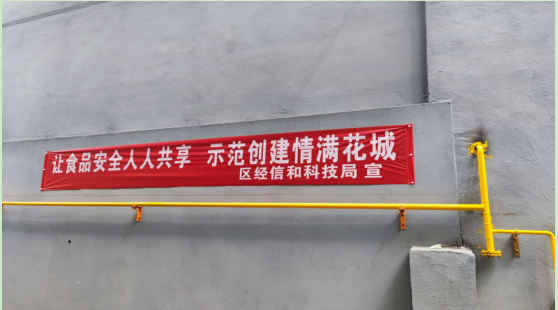 让食品安全人人共享 示范创建情满花城
区经信和科技局 宣